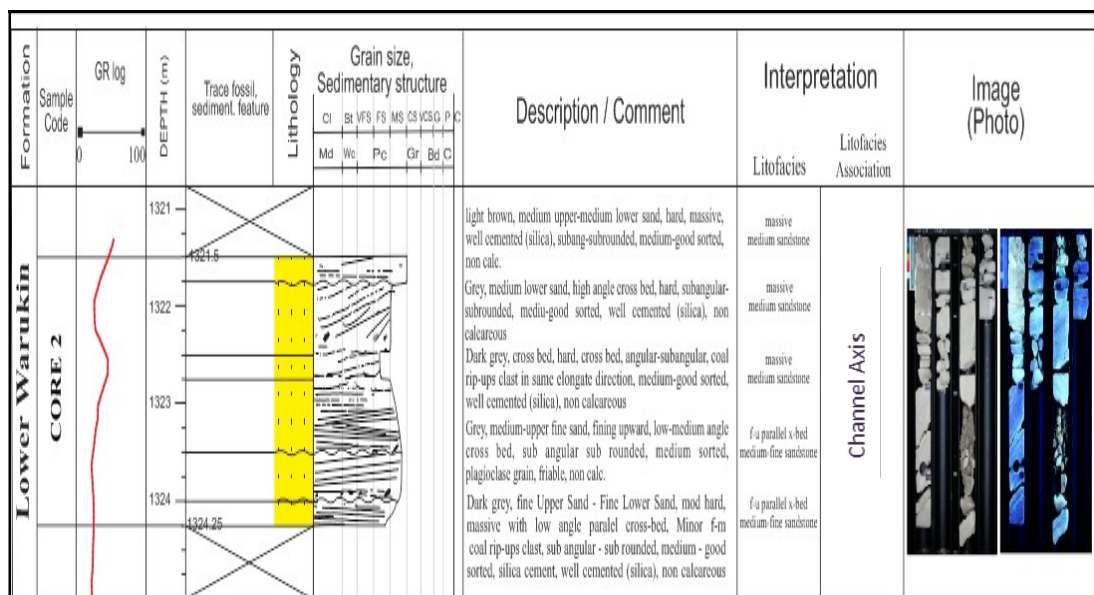 Formation
Sample
Code
GR log
0 100
DEPTH (m)
Trace fossil,
sediment. feature
Lithology
Grain size,
Sedimentary structure
Cl St VFS FS MS CS VCS G P C
Md Wc Pc Gr Bd C
Description / Comment
Interpretation
Litofacies
Litofacies
Association
Image
(Photo)
Lower Warukin
CORE 2
1321
1321.5
1322
1323
1324
1324.25
light brown, medium upper-medium lower sand, hard, massive,
well cemented (silica), subang-subrounded, medium-good sorted,
non calc.
Grey, medium lower sand, high angle cross bed, hard, subangular-
subrounded, mediu-good sorted, well cemented (silica), non
calcareous
Dark grey, cross bed, hard, cross bed, angular-subangular, coal
rip-ups clast in same elongate direction, medium-good sorted,
well cemented (silica), non calcareous
Grey, medium-upper fine sand, fining upward, low-medium angle
cross bed, sub angular sub rounded, medium sorted,
plagioclase grain, friable, non calc.
Dark grey, fine Upper Sand - Fine Lower Sand, mod hard,
massive with low angle paralel cross-bed, Minor f-m
coal rip-ups clast, sub angular - sub rounded, medium - good
sorted, silica cement, well cemented (silica), non calcareous
massive
medium sandstone
massive
medium sandstone
massive
medium sandstone
f-u parallel x-bed
medium-fine sandstone
f-u parallel x-bed
medium-fine sandstone
Channel Axis